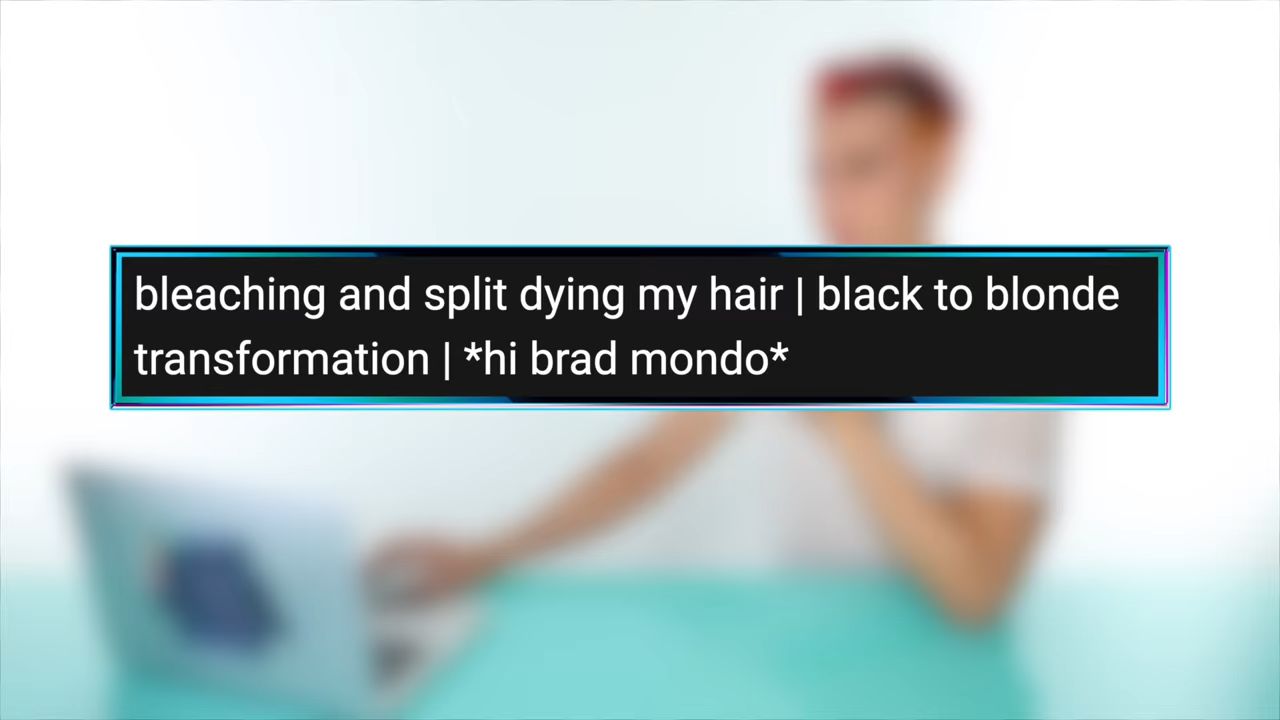 bleaching and split dying my hair | black to blonde
transformation | *hi brad mondo*